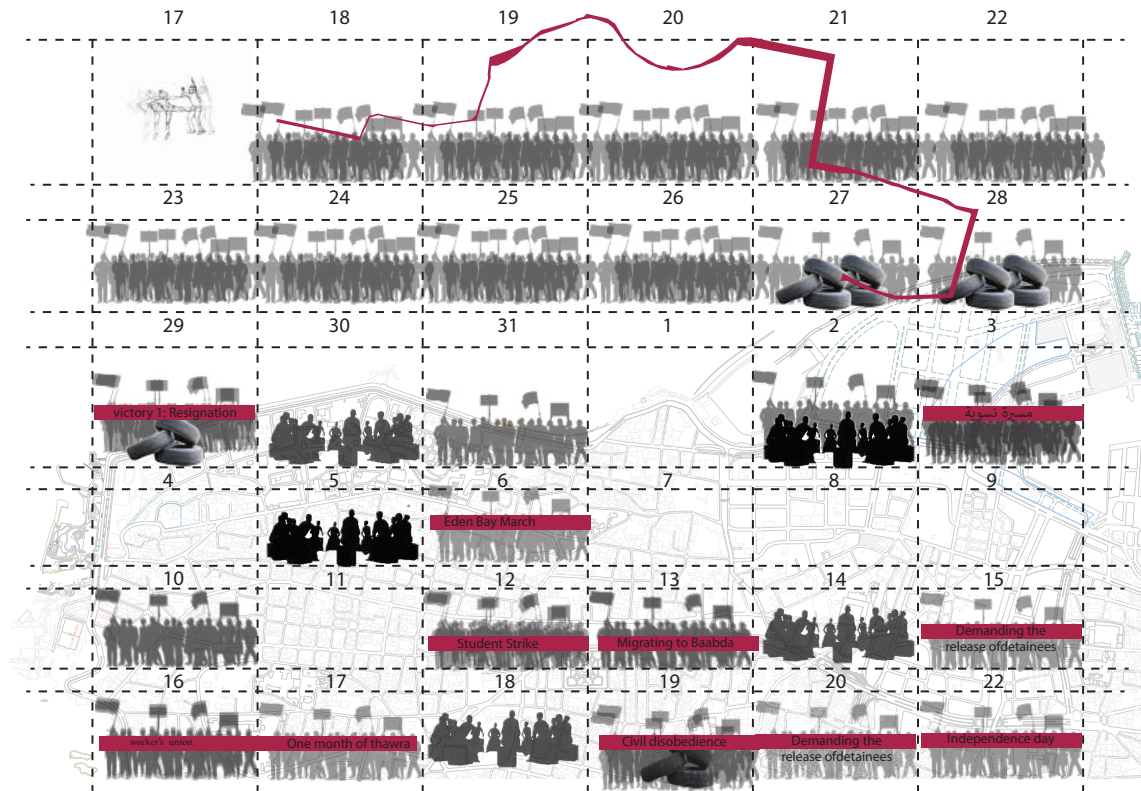 17 18 19 20 21 22
23 24 25 26 27 28
29 30 31 1 2 3
victory 1: Resignation
مسيرة نسوية
4 5 6 7 8 9
Eden Bay March
10 11 12 13 14 15
Student Strike
Migrating to Baabda
Demanding the
release ofdetainees
16 17 18 19 20 22
worker's union
One month of thawra
Civil disobedience
Demanding the
release ofdetainees
Independence day